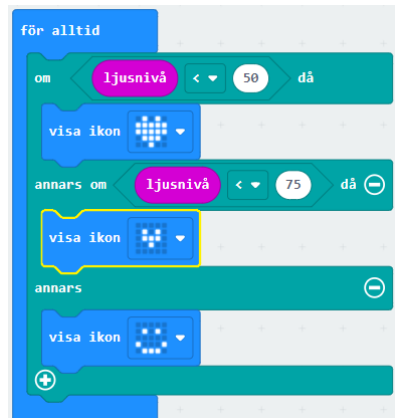 för alltid
om ljusnivå < 50 då
visa ikon
annars om ljusnivå < 75 då
visa ikon
annars
visa ikon